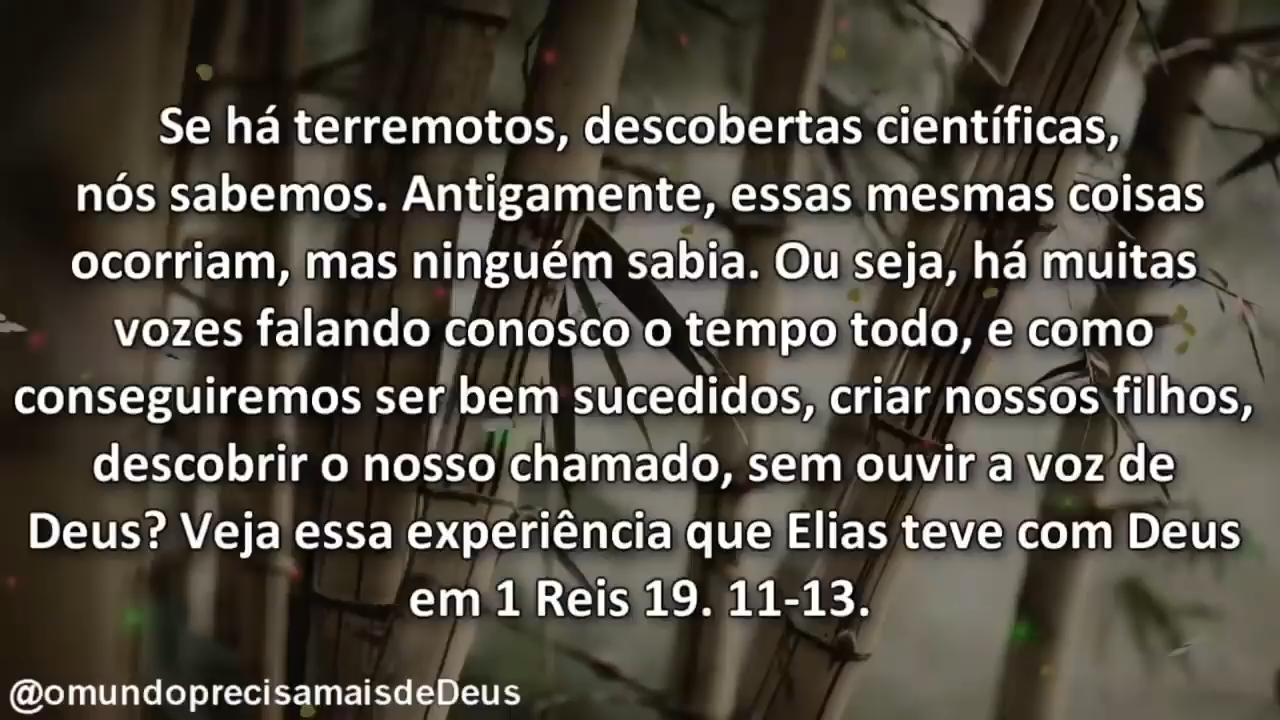 Se há terremotos, descobertas científicas,
nós sabemos. Antigamente, essas mesmas coisas
ocorriam, mas ninguém sabia. Ou seja, há muitas
vozes falando conosco o tempo todo, e como
conseguiremos ser bem sucedidos, criar nossos filhos,
descobrir o nosso chamado, sem ouvir a voz de
Deus? Veja essa experiência que Elias teve com Deus
em 1 Reis 19. 11-13.
@omundoprecisamaisdeDeus